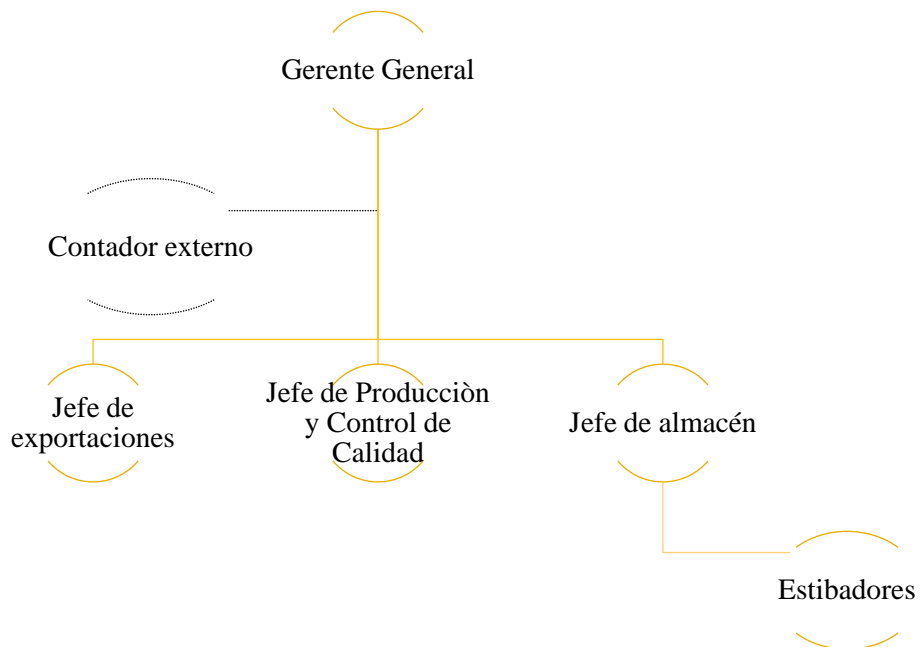 Gerente General
Contador externo
Jefe de
exportaciones
Jefe de Producciòn
y Control de
Calidad
Jefe de almacén
Estibadores